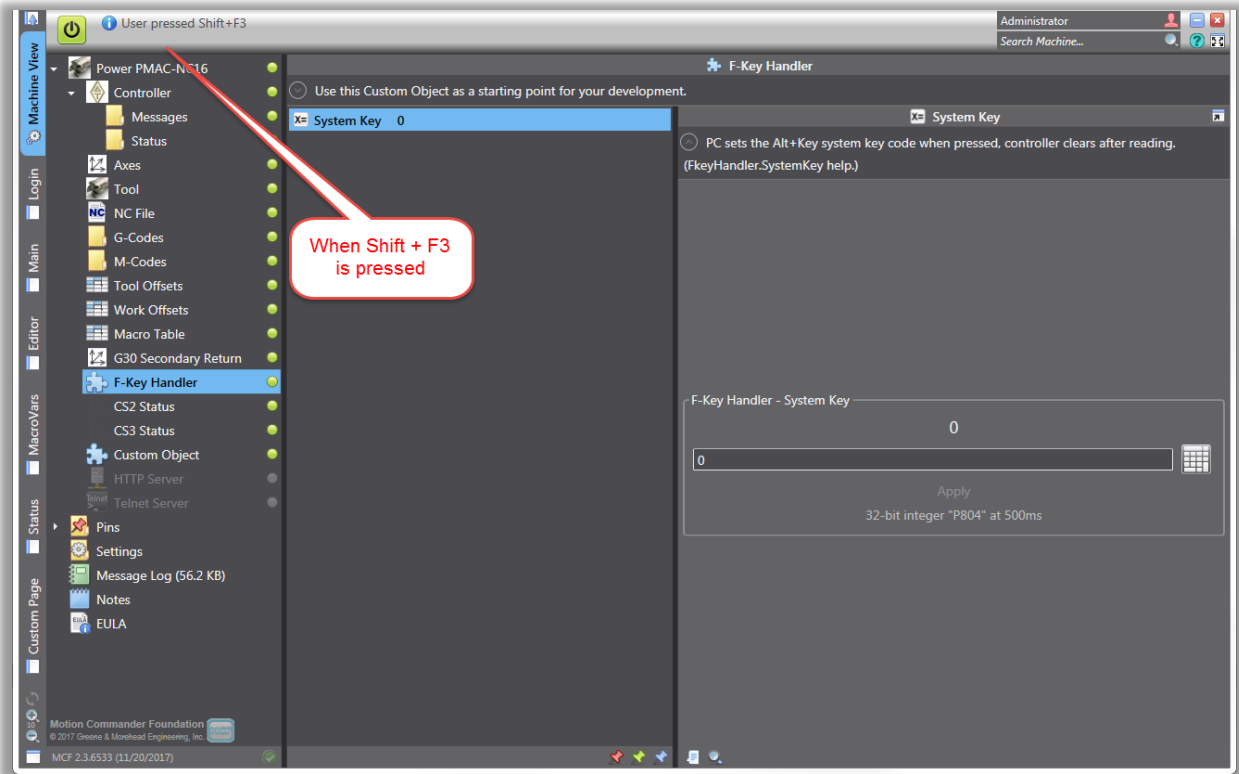 User pressed Shift+F3
Administrator
Search Machine...
Machine View
Login
Main
Editor
MacroVars
Status
Custom Page
10
Power PMAC-NC16
Controller
Messages
Status
Axes
Tool
NC
NC File
G-Codes
M-Codes
Tool Offsets
Work Offsets
Macro Table
G30 Secondary Return
F-Key Handler
CS2 Status
CS3 Status
Custom Object
HTTP Server
Telnet
Telnet Server
Pins
Settings
Message Log (56.2 KB)
Notes
EULA
EULA
Motion Commander Foundation
© 2017 Greene & Morehead Engineering, Inc.
MCF 2.3.6533 (11/20/2017)
F-Key Handler
Use this Custom Object as a starting point for your development.
X= System Key 0
When Shift + F3
is pressed
X= System Key
PC sets the Alt+Key system key code when pressed, controller clears after reading.
(FkeyHandler.SystemKey help.)
F-Key Handler - System Key
0
0
Apply
32-bit integer "P804" at 500ms